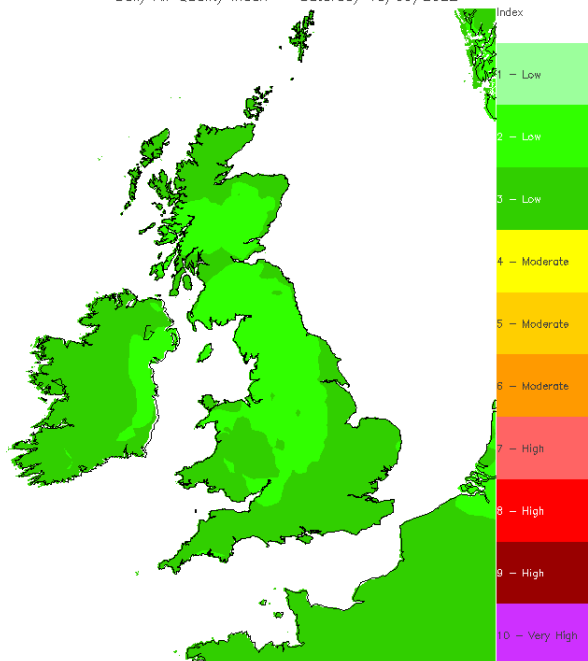 Index
1 - Low
2 - Low
3 - Low
4 - Moderate
5 - Moderate
6 - Moderate
7 - High
8 - High
9 - High
10 - Very High